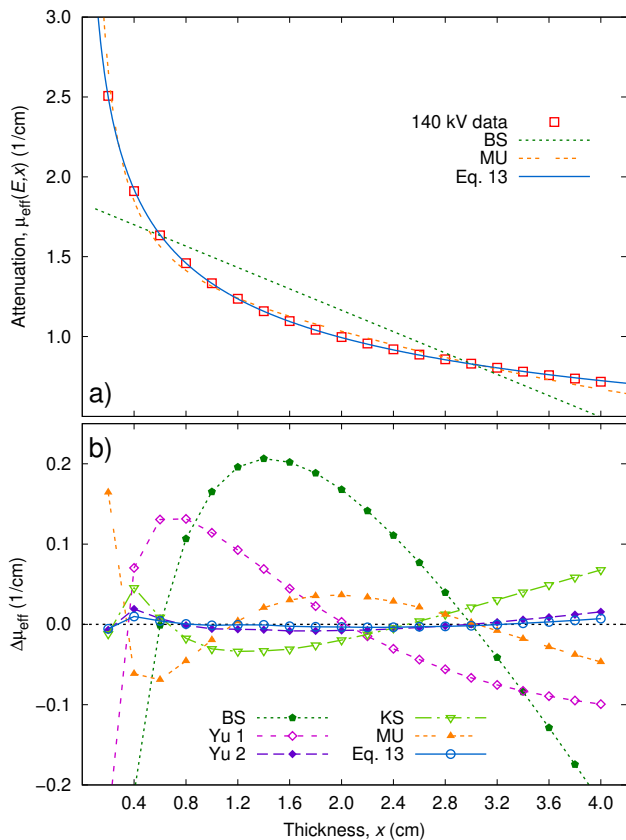 3.0
2.5
2.0
1.5
1.0
Attenuation, μeff(E,x) (1/cm)
140 kV data
BS
MU
Eq. 13
a)
b)
0.2
0.1
0.0
-0.1
-0.2
Δμeff (1/cm)
BS
Yu 1
Yu 2
KS
MU
Eq. 13
0.4 0.8 1.2 1.6 2.0 2.4 2.8 3.2 3.6 4.0
Thickness, x (cm)